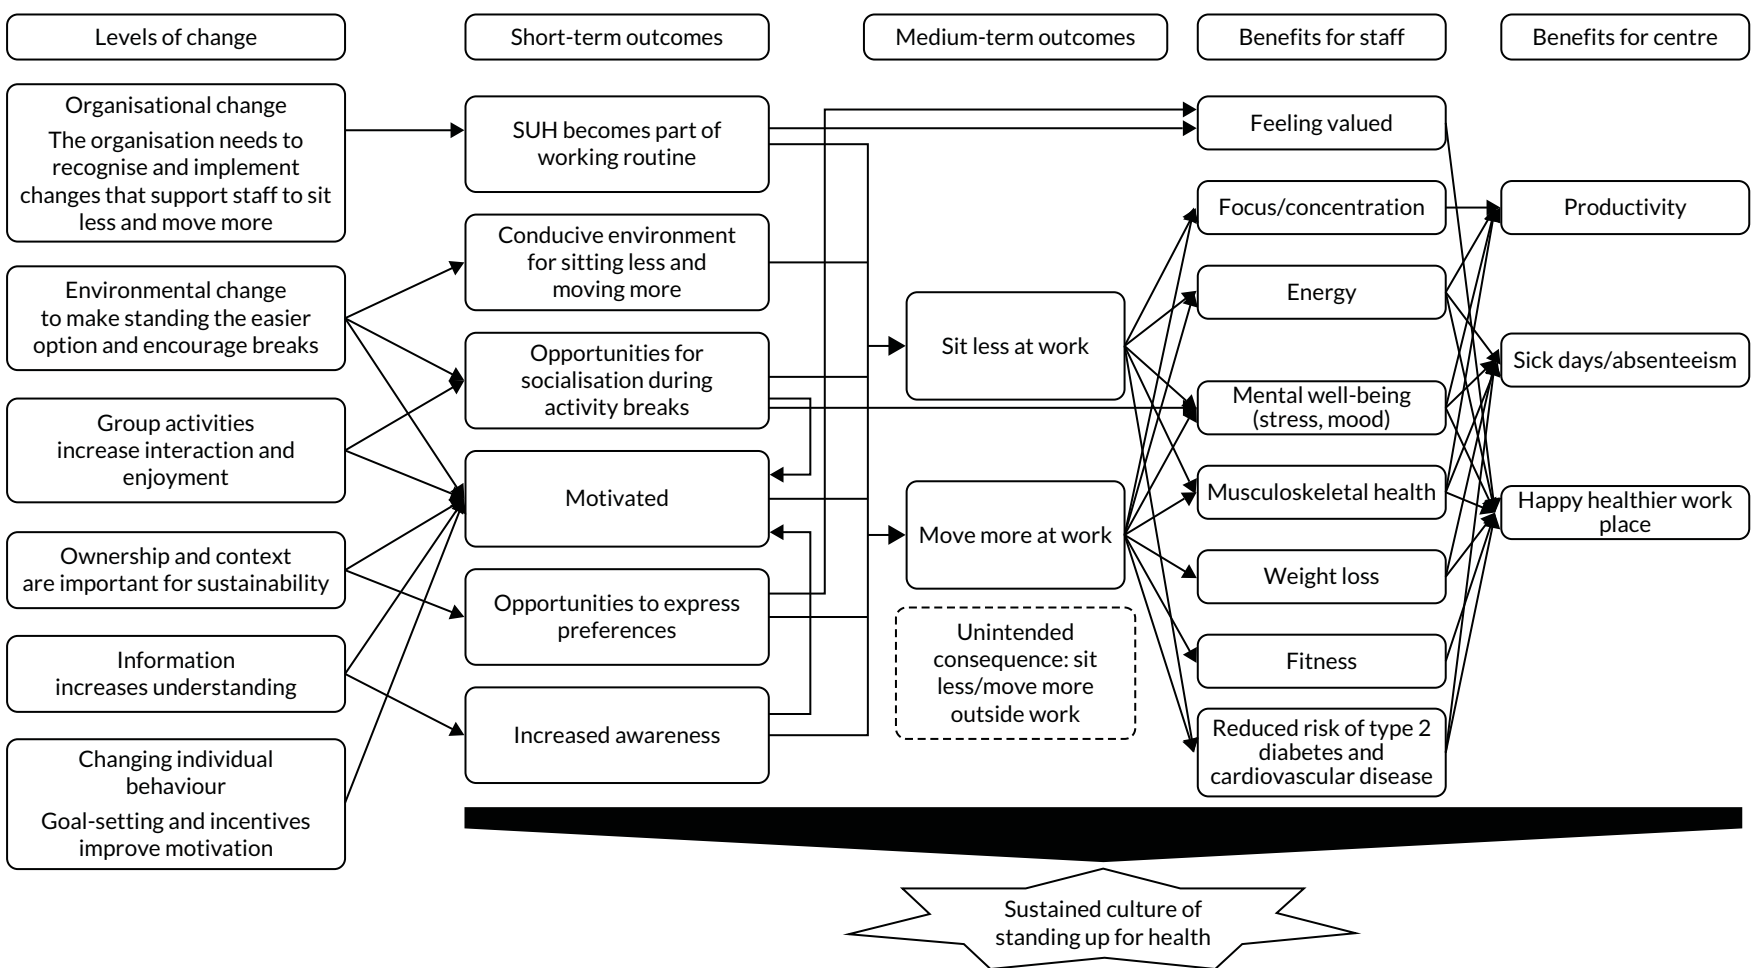 Levels of change
Short-term outcomes
Medium-term outcomes
Benefits for staff
Benefits for centre
Organisational change
The organisation needs to
recognise and implement
changes that support staff to sit
less and move more
Environmental change
to make standing the easier
option and encourage breaks
Group activities
increase interaction and
enjoyment
Ownership and context
are important for sustainability
Information
increases understanding
Changing individual
behaviour
Goal-setting and incentives
improve motivation
SUH becomes part of
working routine
Conducive environment
for sitting less and
moving more
Opportunities for
socialisation during
activity breaks
Motivated
Opportunities to express
preferences
Increased awareness
Sit less at work
Move more at work
Unintended
consequence: sit
less/move more
outside work
Feeling valued
Focus/concentration
Energy
Mental well-being
(stress, mood)
Musculoskeletal health
Weight loss
Fitness
Reduced risk of type 2
diabetes and
cardiovascular disease
Productivity
Sick days/absenteeism
Happy healthier work
place
Sustained culture of
standing up for health